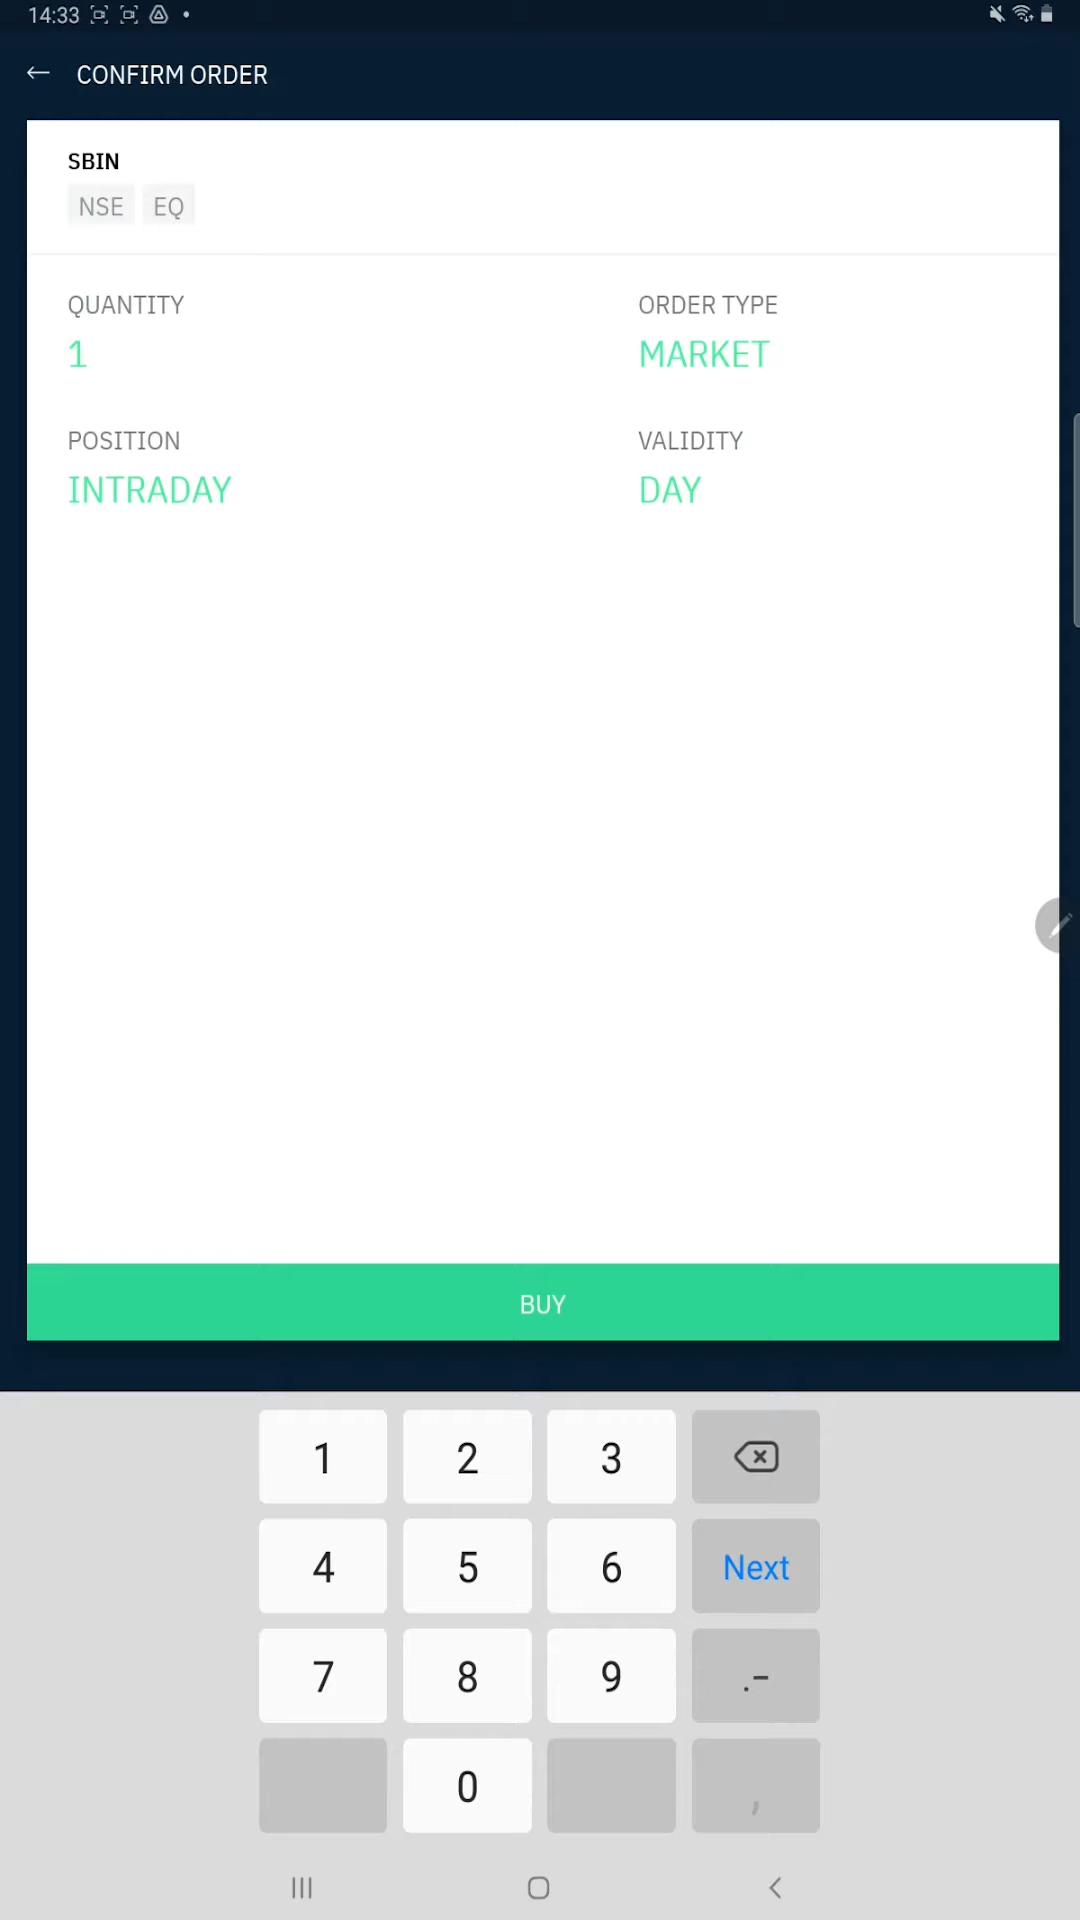 14:33
CONFIRM ORDER
SBIN
NSE EQ
QUANTITY ORDER TYPE
1 MARKET
POSITION VALIDITY
INTRADAY DAY
BUY
1 2 3
4 5 6 Next
7 8 9 .-
0 ,